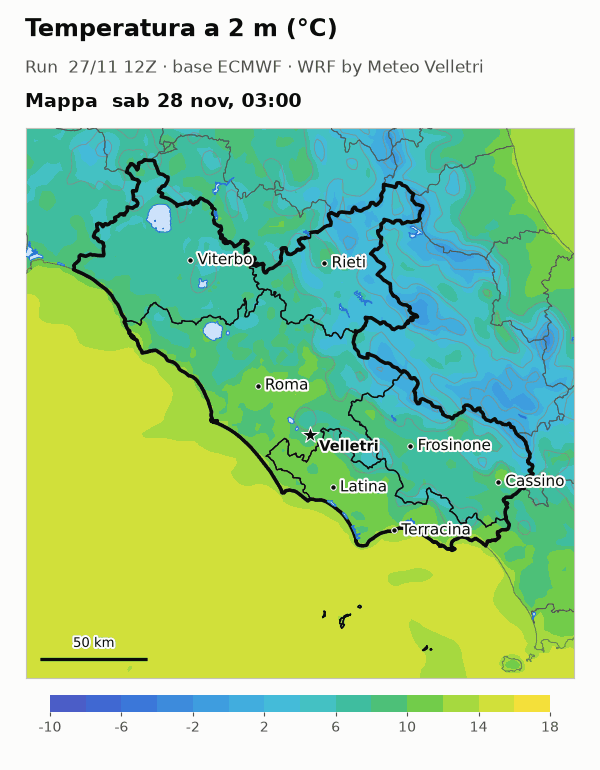 Temperatura a 2 m (°C)
Run  27/11 12Z · base ECMWF · WRF by Meteo Velletri
Mappa  sab 28 nov, 03:00
Viterbo
Rieti
Roma
Velletri
Frosinone
Latina
Cassino
Terracina
50 km
-10 -6 -2 2 6 10 14 18